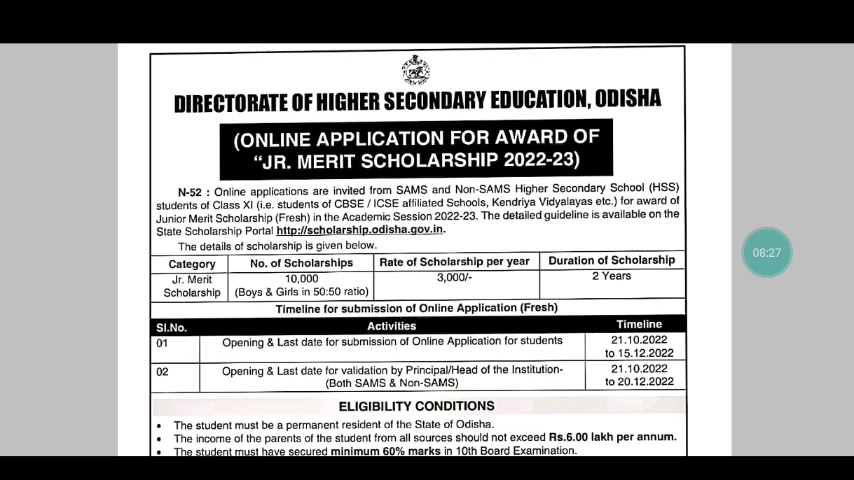 DIRECTORATE OF HIGHER SECONDARY EDUCATION, ODISHA
(ONLINE APPLICATION FOR AWARD OF
“JR. MERIT SCHOLARSHIP 2022-23)
N-52 : Online applications are invited from SAMS and Non-SAMS Higher Secondary School (HSS)
students of Class XI (i.e. students of CBSE / ICSE affiliated Schools, Kendriya Vidyalayas etc.) for award of
Junior Merit Scholarship (Fresh) in the Academic Session 2022-23. The detailed guideline is available on the
State Scholarship Portal http://scholarship.odisha.gov.in.
The details of scholarship is given below.
Category No. of Scholarships Rate of Scholarship per year Duration of Scholarship
Jr. Merit 10,000 3,000/- 2 Years
Scholarship (Boys & Girls in 50:50 ratio)
Timeline for submission of Online Application (Fresh)
Sl.No. Activities Timeline
01 Opening & Last date for submission of Online Application for students 21.10.2022
to 15.12.2022
02 Opening & Last date for validation by Principal/Head of the Institution- 21.10.2022
(Both SAMS & Non-SAMS) to 20.12.2022
ELIGIBILITY CONDITIONS
• The student must be a permanent resident of the State of Odisha.
• The income of the parents of the student from all sources should not exceed Rs.6.00 lakh per annum.
• The student must have secured minimum 60% marks in 10th Board Examination.
08:27